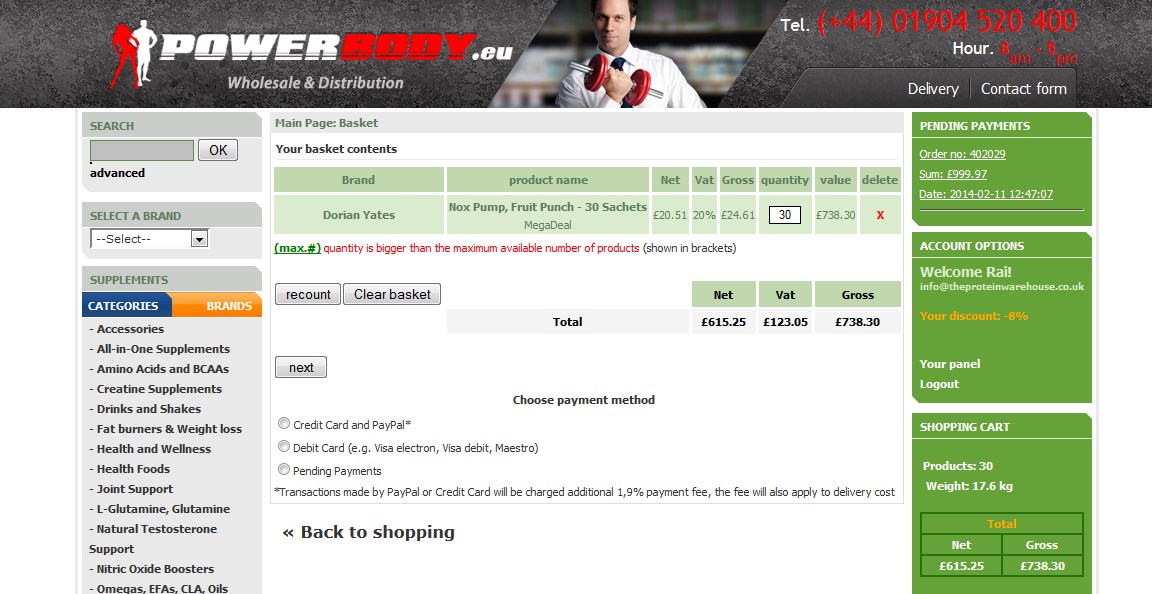 POWERBODY.eu
Wholesale & Distribution
Tel. (+44) 01904 520 400
Hour. 8am - 5pm
Delivery
Contact form
SEARCH
OK
advanced
SELECT A BRAND
--Select--
SUPPLEMENTS
CATEGORIES BRANDS
- Accessories
- All-in-One Supplements
- Amino Acids and BCAAs
- Creatine Supplements
- Drinks and Shakes
- Fat burners & Weight loss
- Health and Wellness
- Health Foods
- Joint Support
- L-Glutamine, Glutamine
- Natural Testosterone
Support
- Nitric Oxide Boosters
- Omegas, EFAs, CLA, Oils
Main Page: Basket
Your basket contents
Brand product name Net Vat Gross quantity value delete
Dorian Yates Nox Pump, Fruit Punch - 30 Sachets £20.51 20% £24.61 30 £738.30 X
MegaDeal
(max.#) quantity is bigger than the maximum available number of products (shown in brackets)
recount Clear basket
Net Vat Gross
Total £615.25 £123.05 £738.30
next
Choose payment method
Credit Card and PayPal*
Debit Card (e.g. Visa electron, Visa debit, Maestro)
Pending Payments
*Transactions made by PayPal or Credit Card will be charged additional 1,9% payment fee, the fee will also apply to delivery cost
« Back to shopping
PENDING PAYMENTS
Order no: 402029
Sum: £999.97
Date: 2014-02-11 12:47:07
ACCOUNT OPTIONS
Welcome Rai!
info@theproteinwarehouse.co.uk
Your discount: -8%
Your panel
Logout
SHOPPING CART
Products: 30
Weight: 17.6 kg
Total
Net Gross
£615.25 £738.30